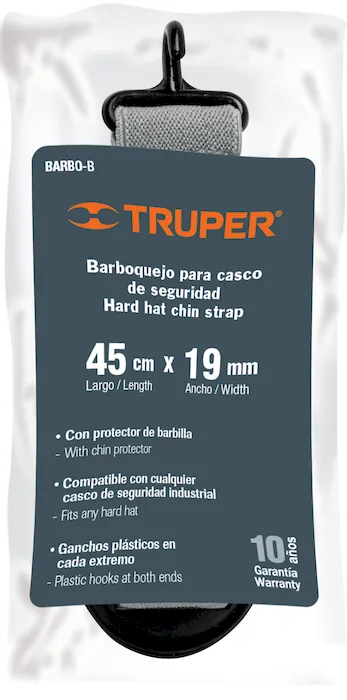 BARBO-B
TRUPER®
Barboquejo para casco
de seguridad
Hard hat chin strap
45 cm x 19 mm
Largo / Length Ancho / Width
• Con protector de barbilla
- With chin protector
• Compatible con cualquier
casco de seguridad industrial
- Fits any hard hat
• Ganchos plásticos en
cada extremo
- Plastic hooks at both ends
10 años
Garantía
Warranty